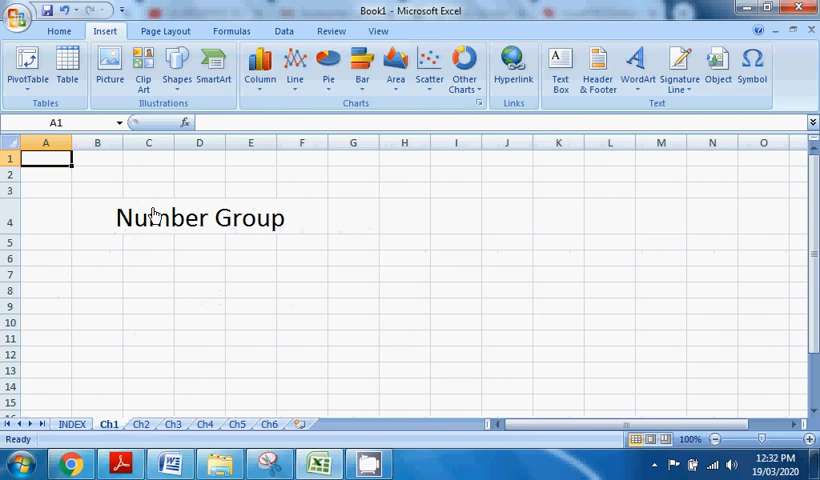 Book1 - Microsoft Excel
Home Insert Page Layout Formulas Data Review View
PivotTable Table Picture Clip Art Shapes SmartArt Column Line Pie Bar Area Scatter Other Charts Hyperlink Text Box Header & Footer WordArt Signature Line Object Symbol
Tables Illustrations Charts Links Text
A1 fx
A B C D E F G H I J K L M N O
1
2
3
4 Number Group
5
6
7
8
9
10
11
12
13
14
15
INDEX Ch1 Ch2 Ch3 Ch4 Ch5 Ch6
Ready 100%
12:32 PM
19/03/2020